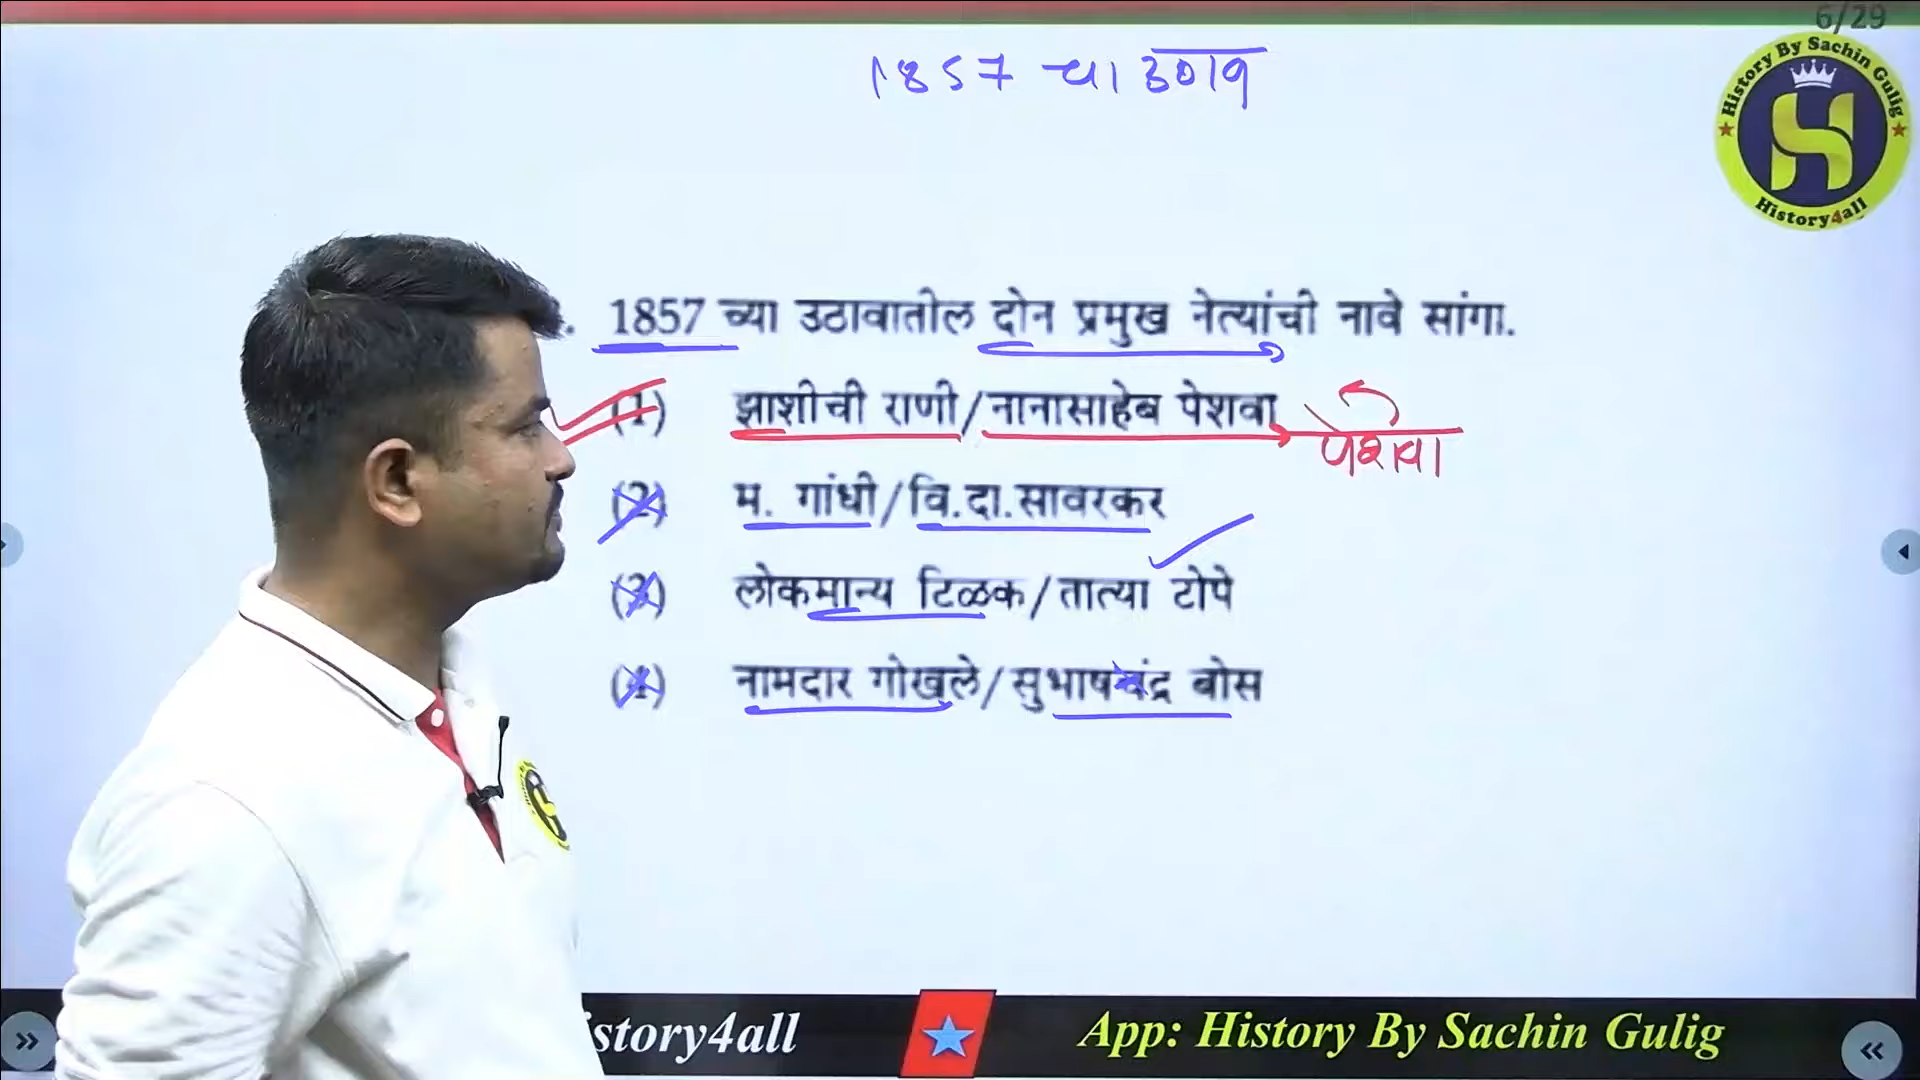 6/29
1857 चा उठाव
History By Sachin Gulig
History4all
1857 च्या उठावातील दोन प्रमुख नेत्यांची नावे सांगा.
(1) झाशीची राणी/नानासाहेब पेशवा
पेशवा
(2) म. गांधी/वि.दा.सावरकर
(3) लोकमान्य टिळक/तात्या टोपे
(4) नामदार गोखले/सुभाषचंद्र बोस
istory4all
App: History By Sachin Gulig